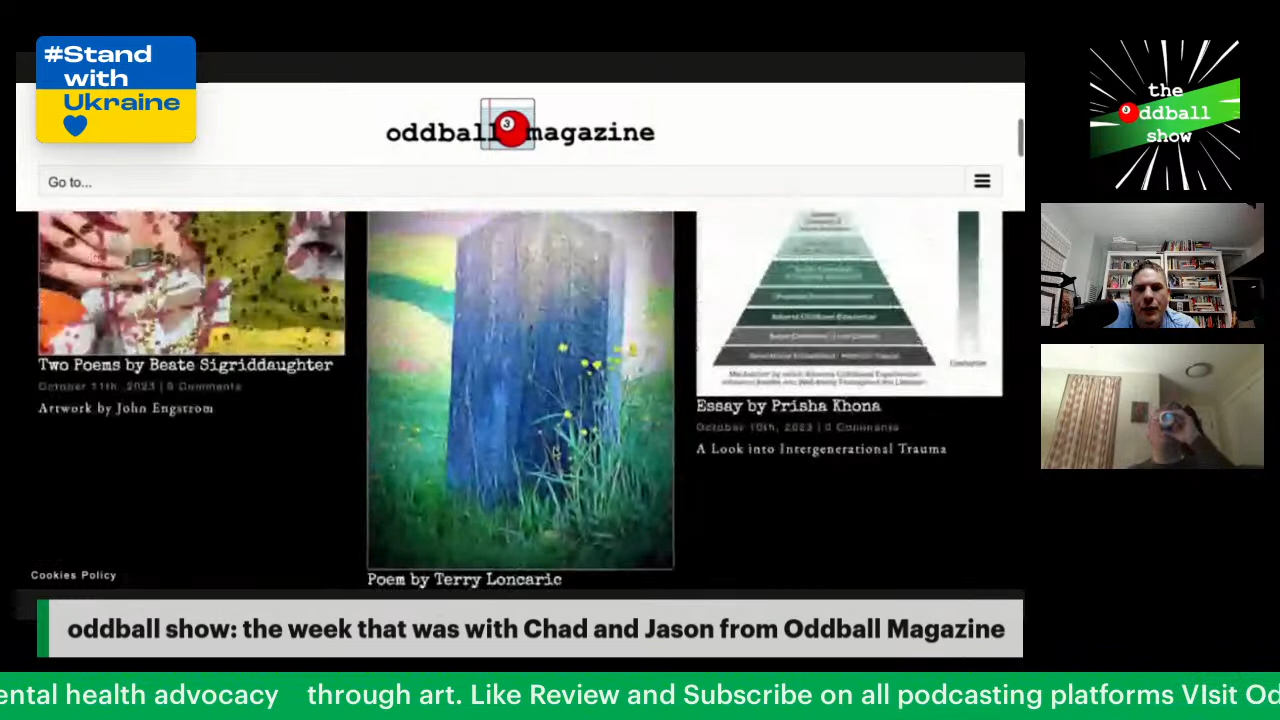 #Stand
with
Ukraine
oddball magazine
3
Go to...
the
3
oddball
show
Two Poems by Beate Sigriddaughter
October 11th, 2023 | 0 Comments
Artwork by John Engstrom
Poem by Terry Loncaric
Essay by Prisha Khona
October 10th, 2023 | 0 Comments
A Look into Intergenerational Trauma
Cookies Policy
oddball show: the week that was with Chad and Jason from Oddball Magazine
ental health advocacy through art. Like Review and Subscribe on all podcasting platforms VIsit Od